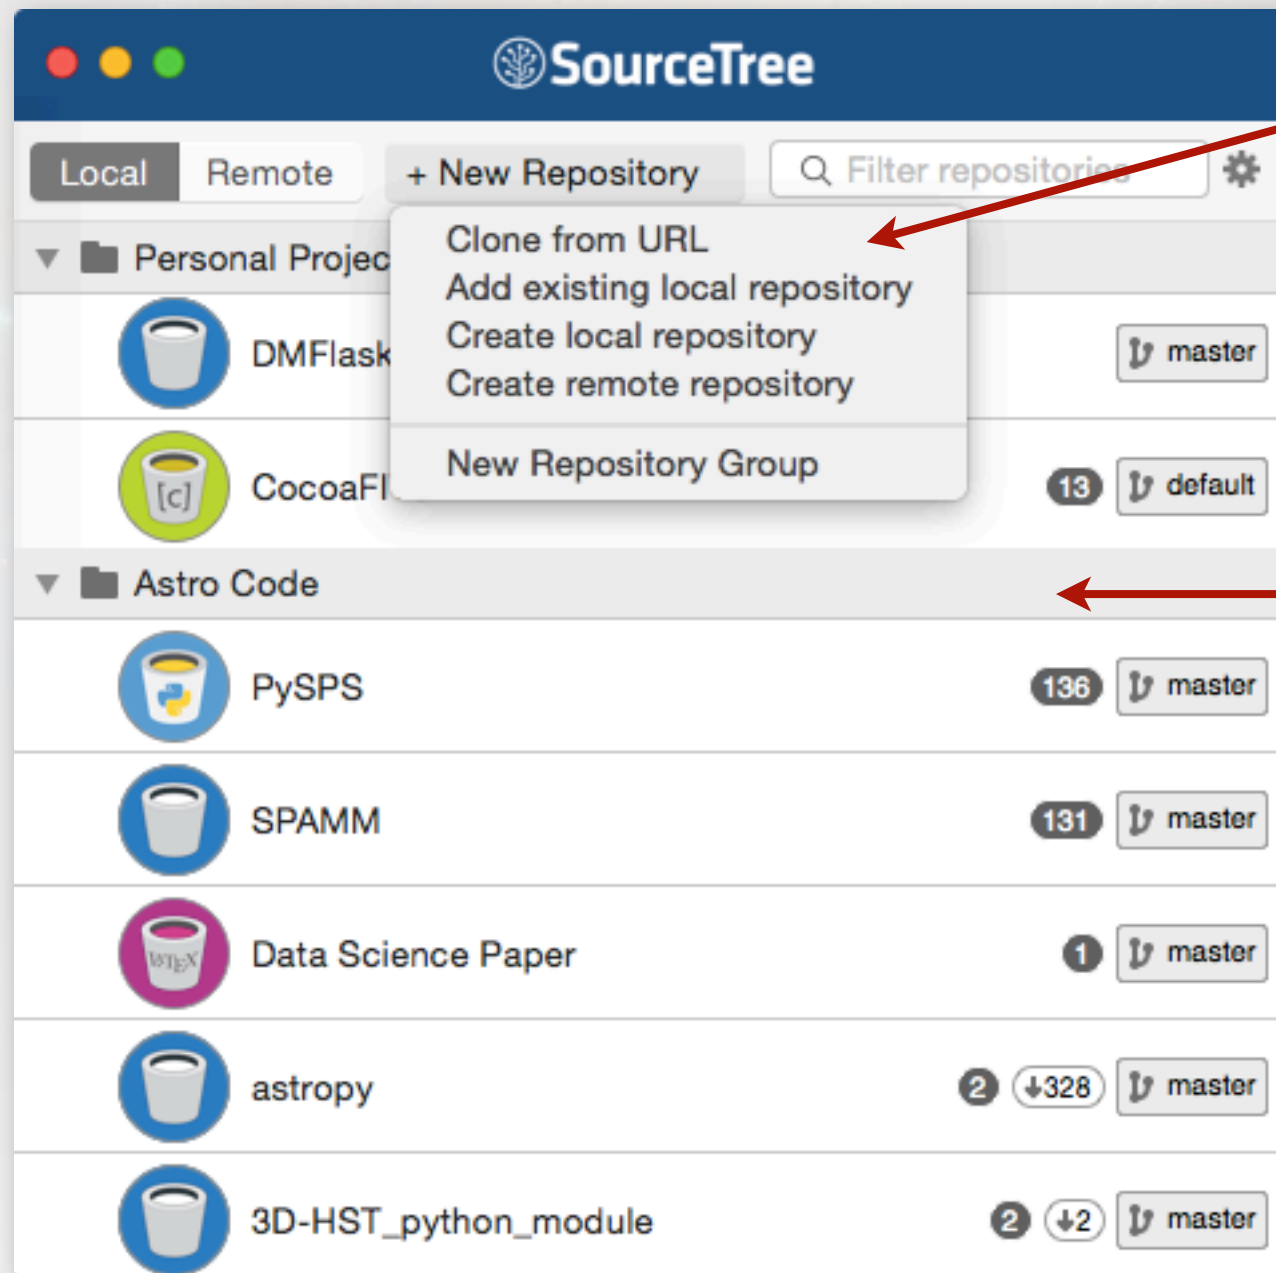 SourceTree
Local Remote + New Repository Filter repositories
Clone from URL
Add existing local repository
Create local repository
Create remote repository
New Repository Group
Personal Projec
DMFlask master
CocoaFl 13 default
[c]
Astro Code
PySPS 136 master
SPAMM 131 master
LATEX
Data Science Paper 1 master
astropy 2 ↓328 master
3D-HST_python_module 2 ↓2 master